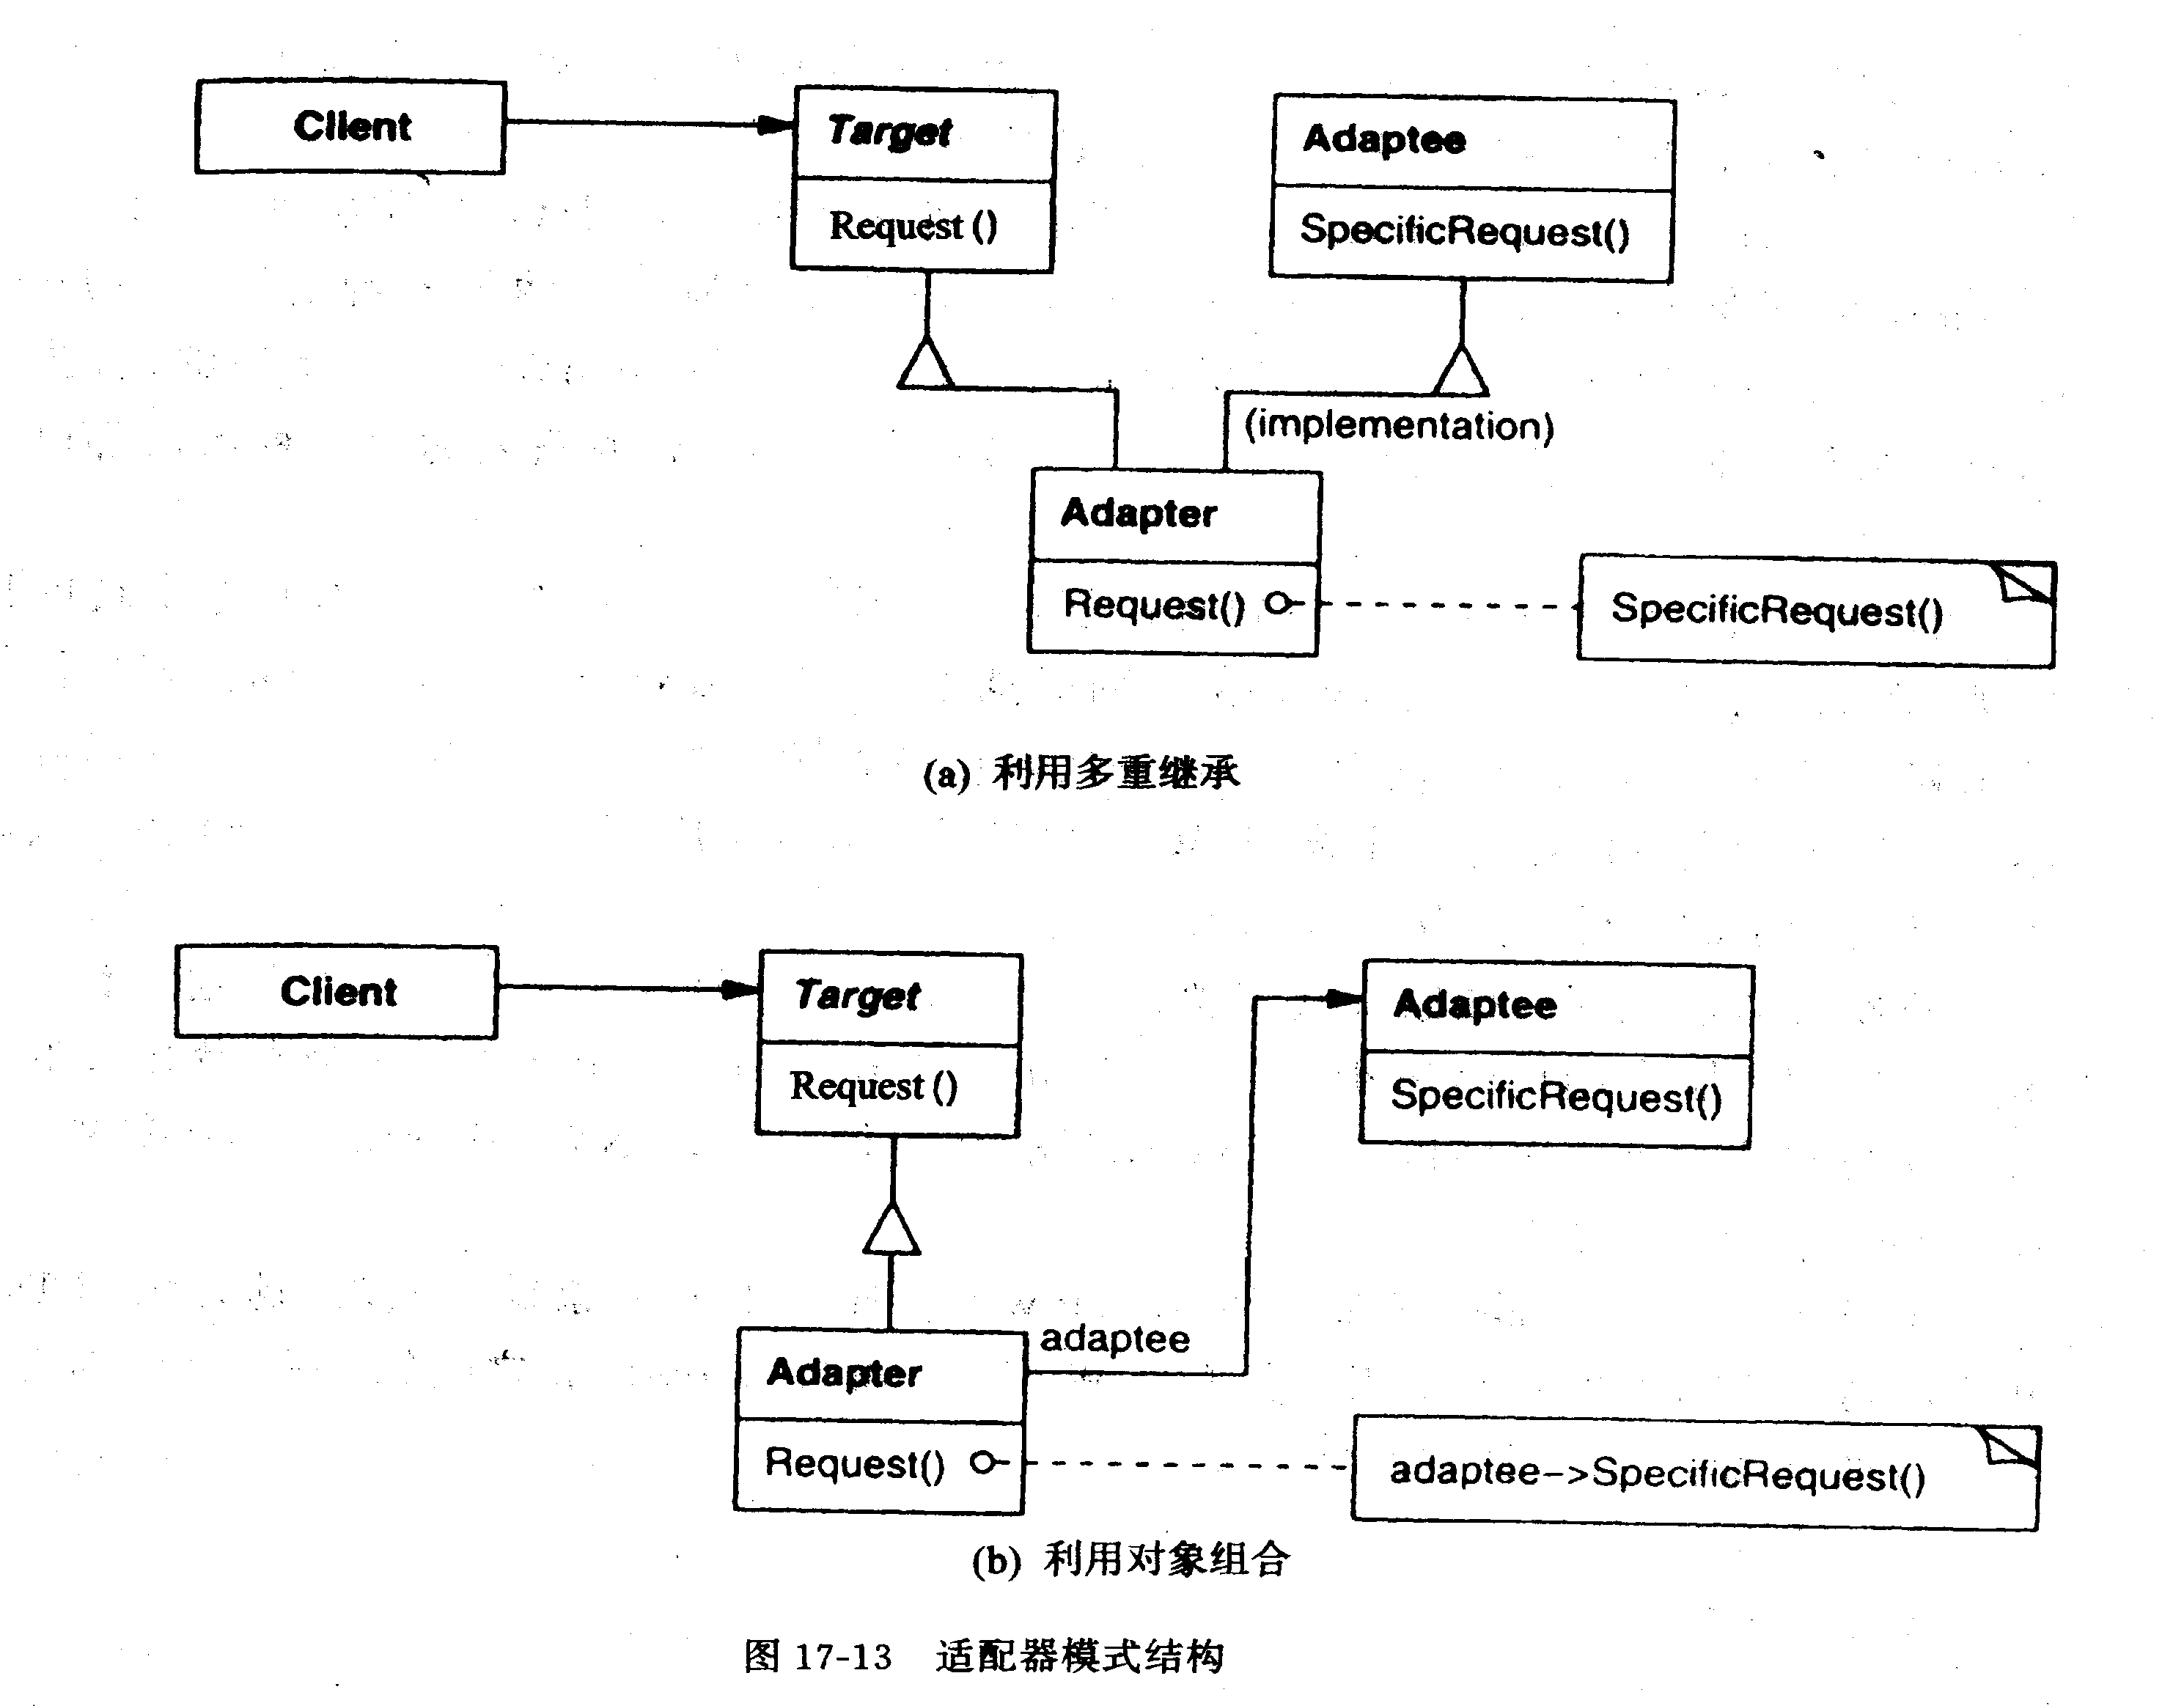 Client
Target
Request()
Adaptee
SpecificRequest()
(implementation)
Adapter
Request()
SpecificRequest()
(a) 利用多重继承
Client
Target
Request()
Adaptee
SpecificRequest()
adaptee
Adapter
Request()
adaptee->SpecificRequest()
(b) 利用对象组合
图 17-13 适配器模式结构